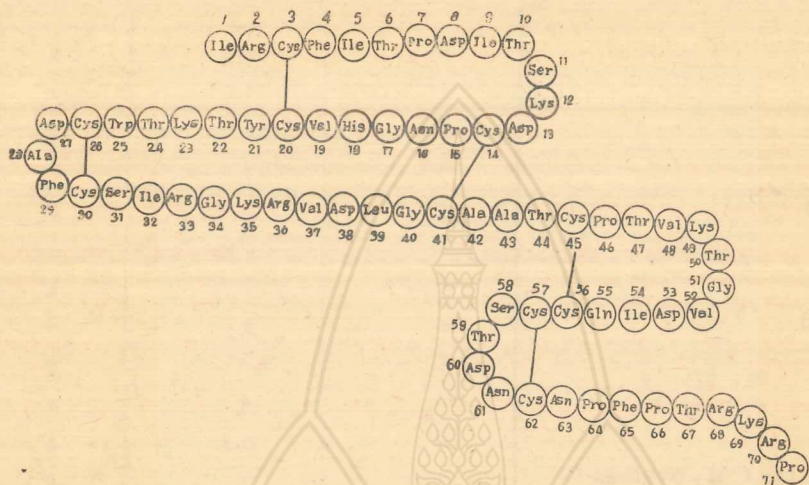 1 2 3 4 5 6 7 8 9 10
Ile Arg Cys Phe Ile Thr Pro Asp Ile Thr
Ser 11
Lys 12
Asp Cys Trp Thr Lys Thr Tyr Cys Val His Gly Asn Pro Cys Asp 13
27 26 25 24 23 22 21 20 19 18 17 16 15 14
28 Ala
Phe Cys Ser Ile Arg Gly Lys Arg Val Asp Leu Gly Cys Ala Ala Thr Cys Pro Thr Val Lys
29 30 31 32 33 34 35 36 37 38 39 40 41 42 43 44 45 46 47 48 49
50 Thr
51 Gly
58 57 56 55 54 53 52
Ser Cys Cys Gln Ile Asp Val
59 Thr
60 Asp
Asn Cys Asn Pro Phe Pro Thr Arg Lys
61 62 63 64 65 66 67 68 69
Arg 70
Pro 71